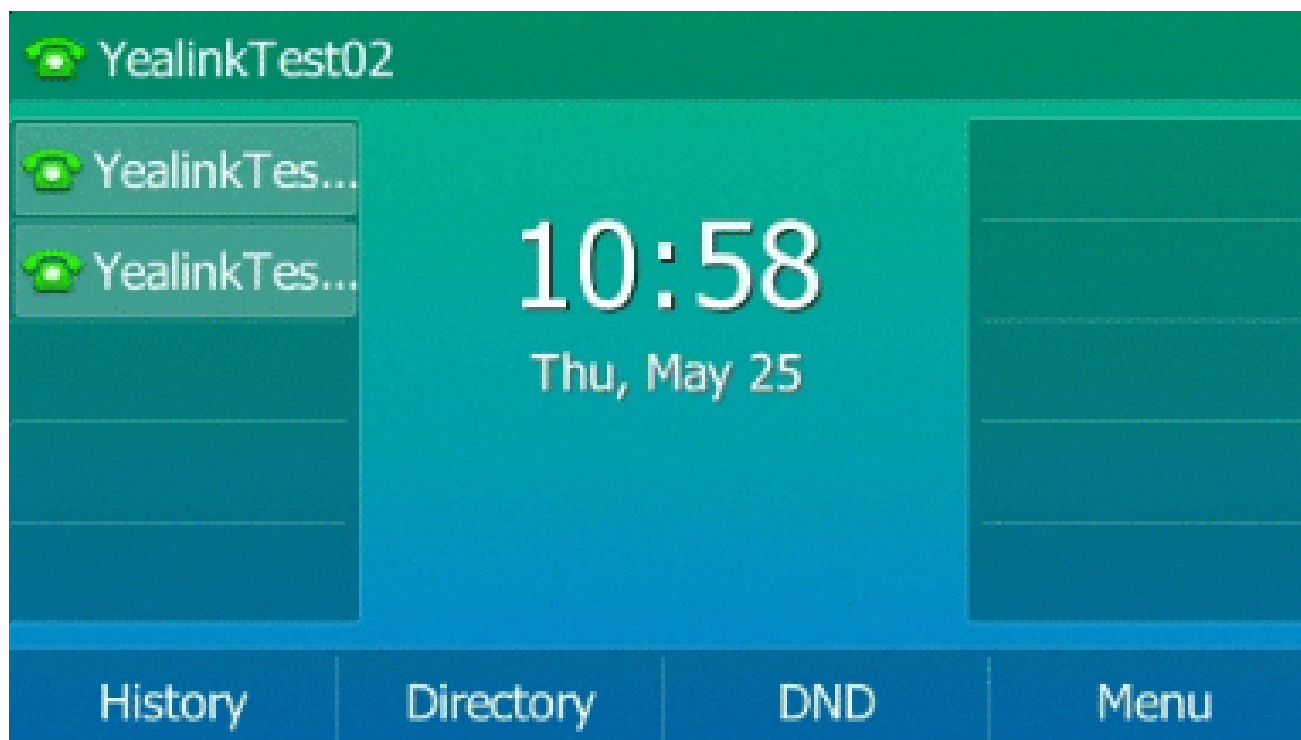 YealinkTest02
YealinkTes...
YealinkTes...
10:58
Thu, May 25
History Directory DND Menu